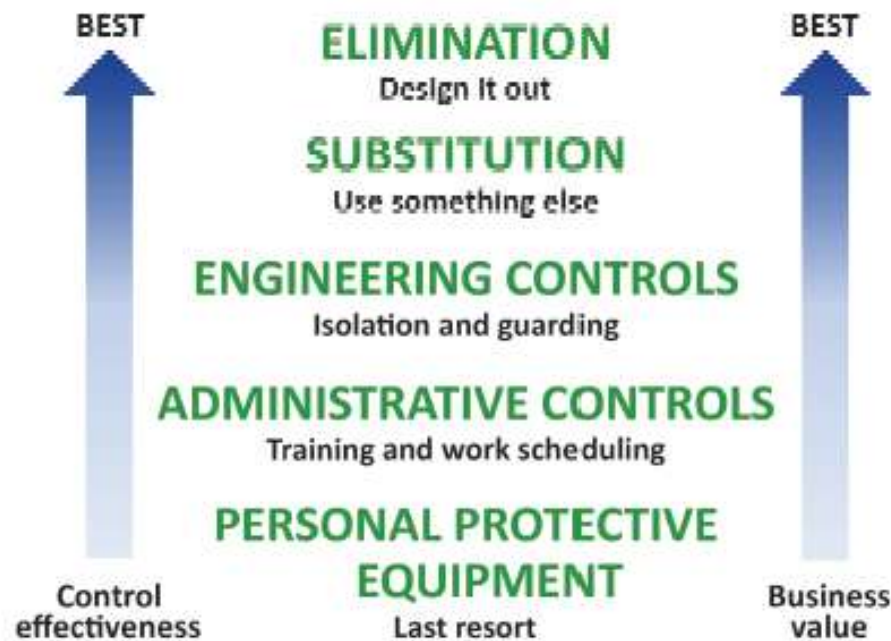 BEST
BEST
ELIMINATION
Design it out
SUBSTITUTION
Use something else
ENGINEERING CONTROLS
Isolation and guarding
ADMINISTRATIVE CONTROLS
Training and work scheduling
PERSONAL PROTECTIVE
EQUIPMENT
Last resort
Control
effectiveness
Business
value